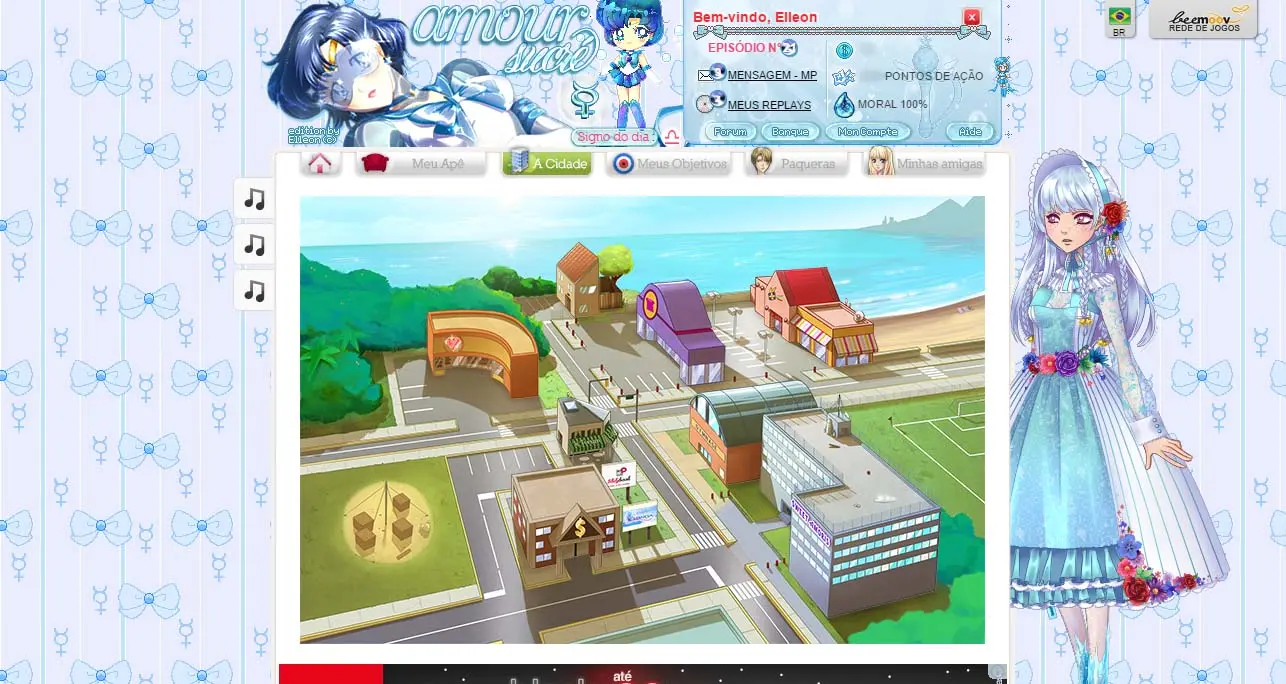 amour
sucré
edition by
Elleon (C)
Signo do dia
Bem-vindo, Elleon
EPISÓDIO N°
MENSAGEM - MP
PONTOS DE AÇÃO
MEUS REPLAYS
MORAL 100%
Forum
Banque
Mon Compte
Aide
BR
beemoov
REDE DE JOGOS
Meu Apê
A Cidade
Meus Objetivos
Paqueras
Minhas amigas
$
SWEET AMORIS
até